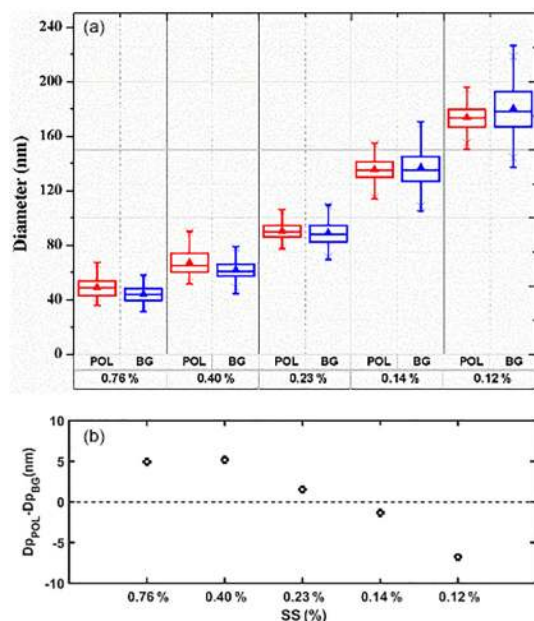 (a)
Diameter (nm)
240
200
160
120
80
40
0
POL BG POL BG POL BG POL BG POL BG
0.76 % 0.40 % 0.23 % 0.14 % 0.12 %
(b)
Dp_POL-Dp_BG(nm)
10
5
0
-5
-10
0.76 % 0.40 % 0.23 % 0.14 % 0.12 %
SS (%)